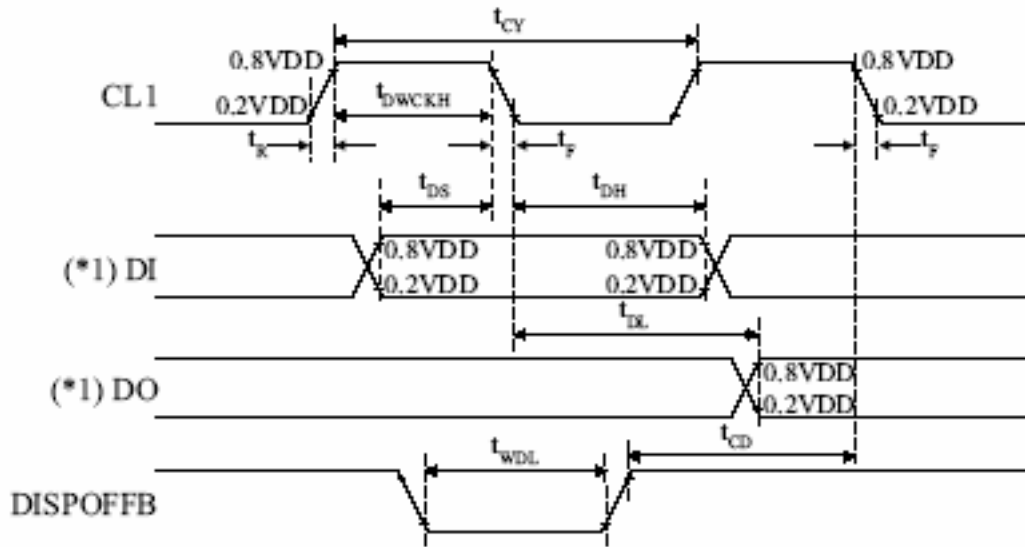 tCY
0.8VDD 0.8VDD
CL1 tDWCKH
0.2VDD 0.2VDD
tR tF tF
tDS tDH
(*1) DI 0.8VDD 0.8VDD
0.2VDD 0.2VDD
tDL
(*1) DO 0.8VDD
0.2VDD
tWDL tCD
DISPOFFB